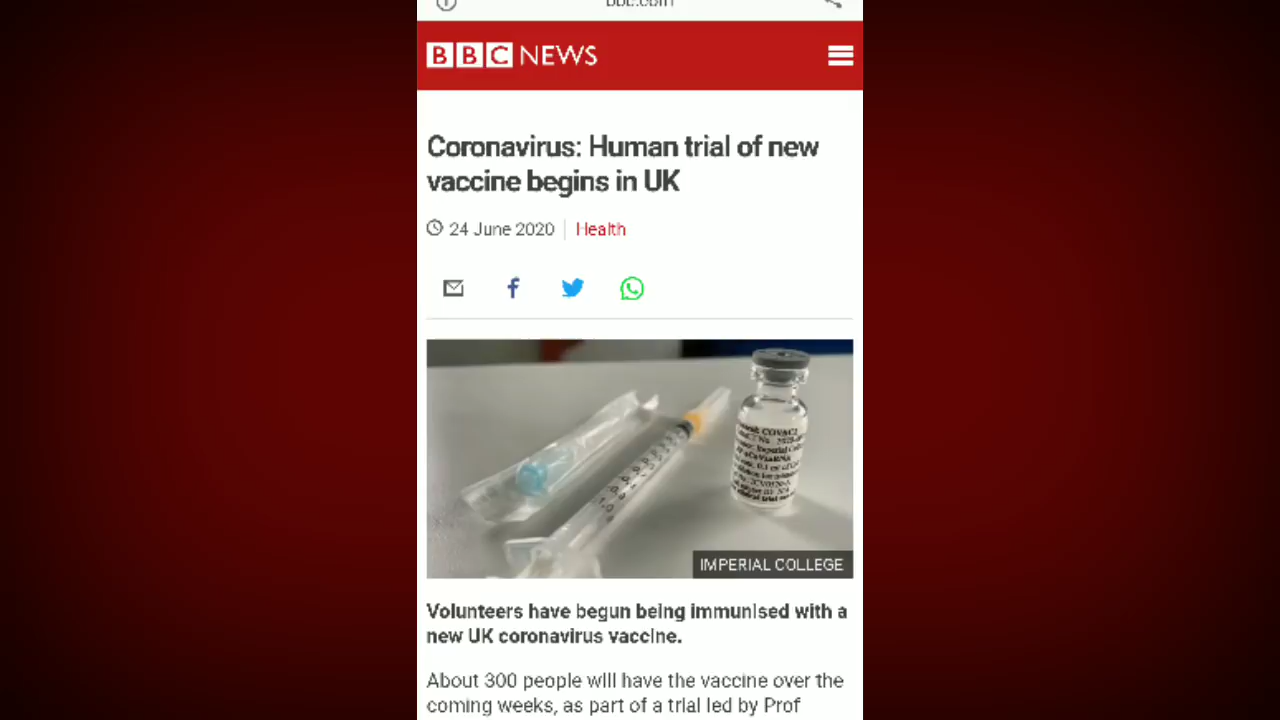 BBC NEWS
Coronavirus: Human trial of new
vaccine begins in UK
24 June 2020 Health
IMPERIAL COLLEGE
Volunteers have begun being immunised with a
new UK coronavirus vaccine.
About 300 people will have the vaccine over the
coming weeks, as part of a trial led by Prof